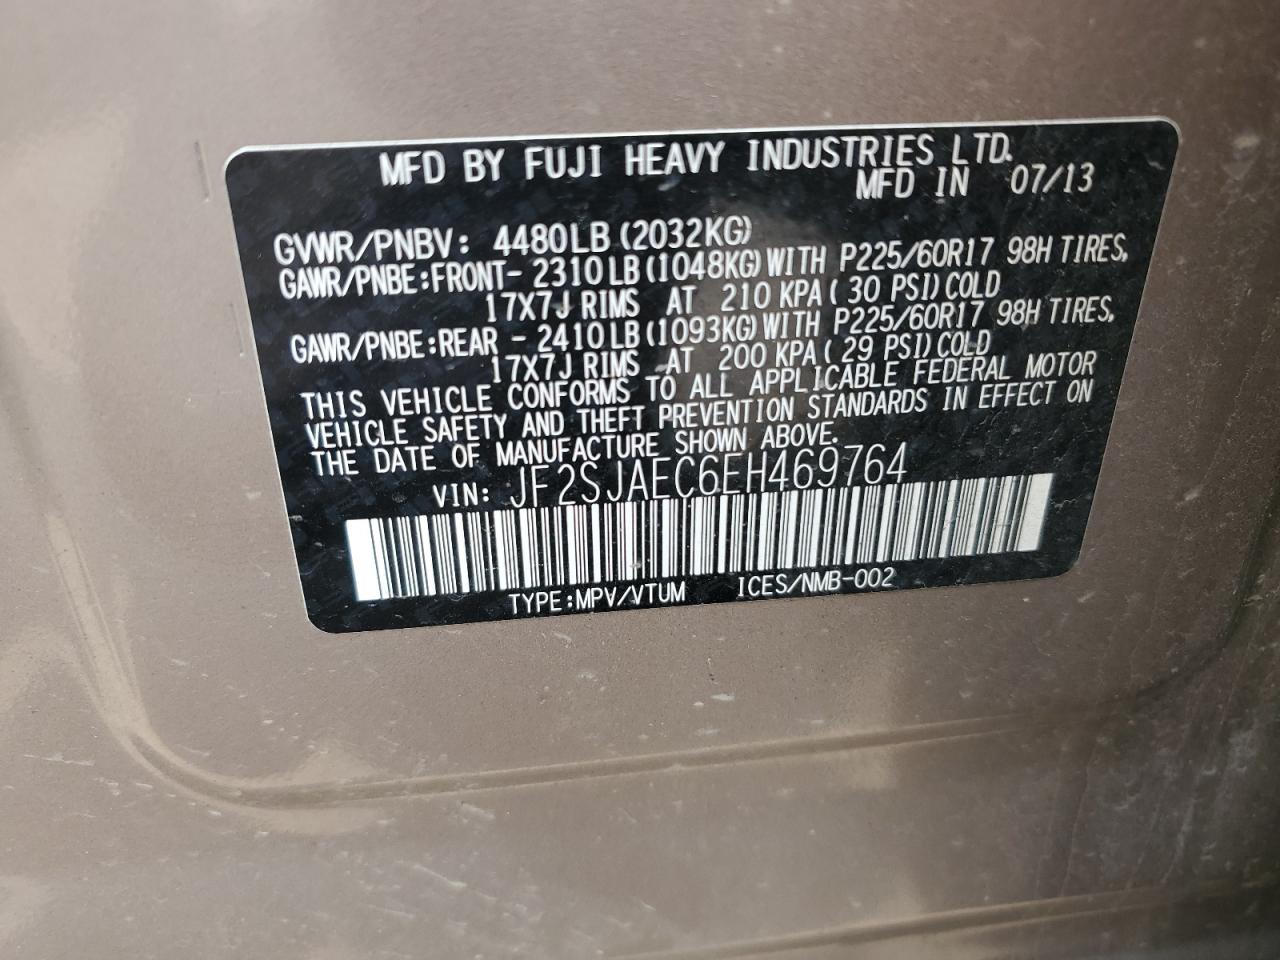 MFD BY FUJI HEAVY INDUSTRIES LTD.
MFD IN 07/13
GVWR/PNBV: 4480LB (2032KG)
GAWR/PNBE:FRONT- 2310LB(1048KG)WITH P225/60R17 98H TIRES,
17X7J RIMS AT 210 KPA( 30 PSI)COLD
GAWR/PNBE:REAR - 2410LB(1093KG)WITH P225/60R17 98H TIRES,
17X7J RIMS AT 200 KPA( 29 PSI)COLD
THIS VEHICLE CONFORMS TO ALL APPLICABLE FEDERAL MOTOR
VEHICLE SAFETY AND THEFT PREVENTION STANDARDS IN EFFECT ON
THE DATE OF MANUFACTURE SHOWN ABOVE.
VIN: JF2SJAEC6EH469764
TYPE:MPV/VTUM ICES/NMB-002